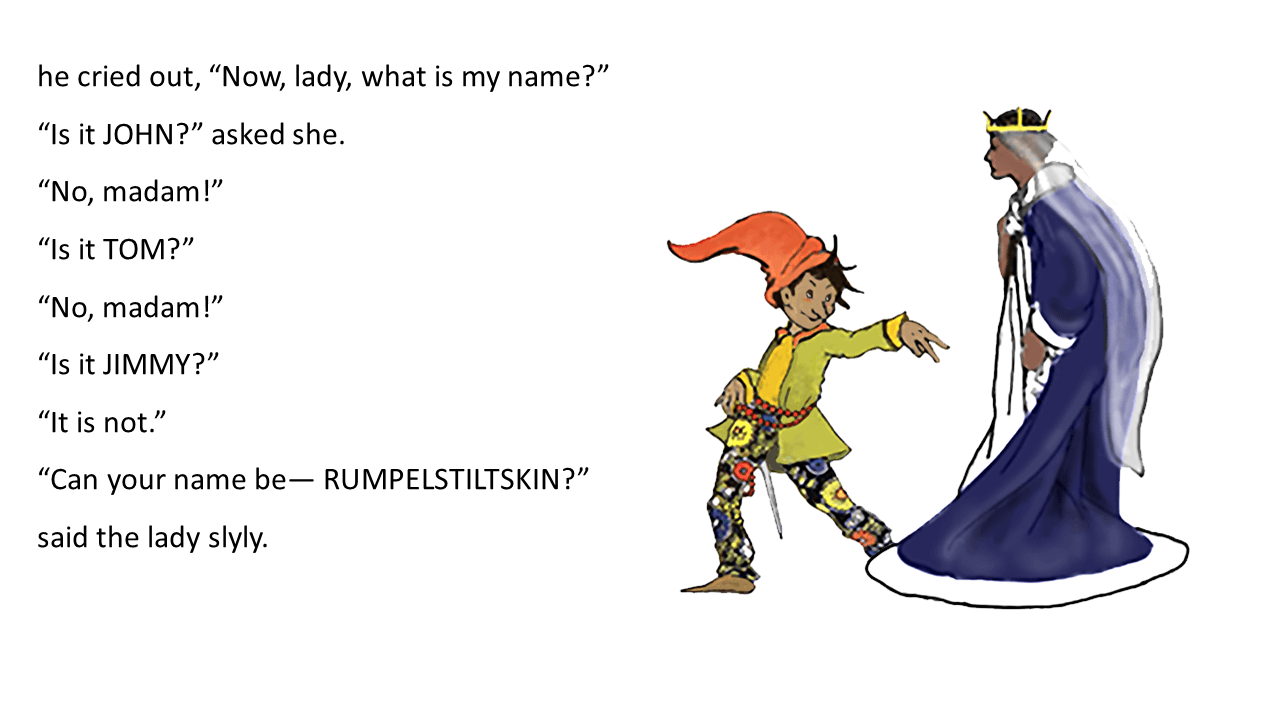 he cried out, “Now, lady, what is my name?”
“Is it JOHN?” asked she.
“No, madam!”
“Is it TOM?”
“No, madam!”
“Is it JIMMY?”
“It is not.”
“Can your name be— RUMPELSTILTSKIN?”
said the lady slyly.